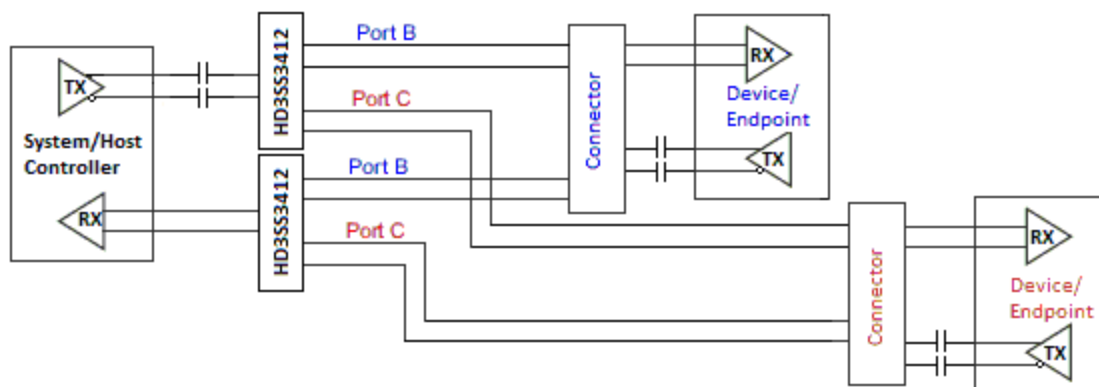 TX
System/Host
Controller
RX
HD3SS3412
HD3SS3412
Port B
Port C
Port B
Port C
Connector
RX
Device/
Endpoint
TX
Connector
RX
Device/
Endpoint
TX